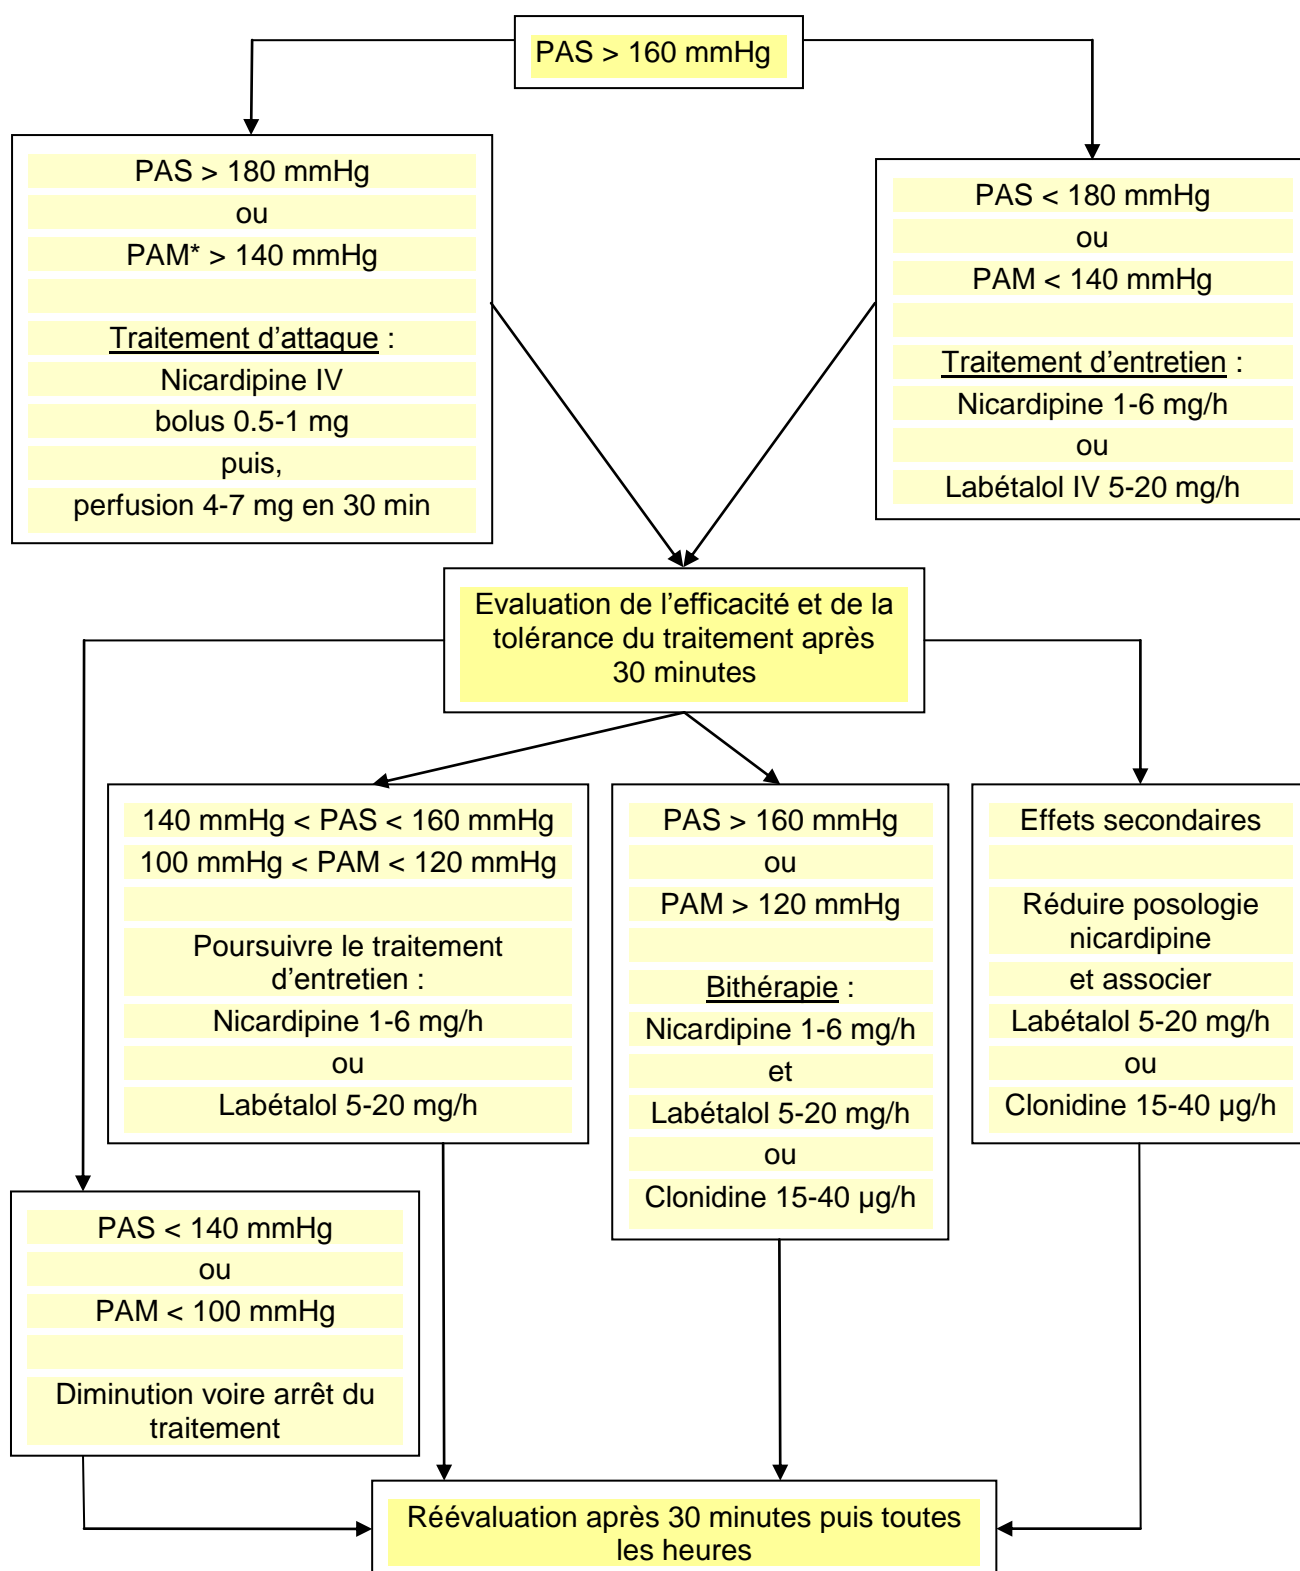 PAS > 160 mmHg
PAS > 180 mmHg
ou
PAM* > 140 mmHg
Traitement d’attaque :
Nicardipine IV
bolus 0.5-1 mg
puis,
perfusion 4-7 mg en 30 min
PAS < 180 mmHg
ou
PAM < 140 mmHg
Traitement d’entretien :
Nicardipine 1-6 mg/h
ou
Labétalol IV 5-20 mg/h
Evaluation de l’efficacité et de la
tolérance du traitement après
30 minutes
140 mmHg < PAS < 160 mmHg
100 mmHg < PAM < 120 mmHg
Poursuivre le traitement
d’entretien :
Nicardipine 1-6 mg/h
ou
Labétalol 5-20 mg/h
PAS > 160 mmHg
ou
PAM > 120 mmHg
Bithérapie :
Nicardipine 1-6 mg/h
et
Labétalol 5-20 mg/h
ou
Clonidine 15-40 µg/h
Effets secondaires
Réduire posologie
nicardipine
et associer
Labétalol 5-20 mg/h
ou
Clonidine 15-40 µg/h
PAS < 140 mmHg
ou
PAM < 100 mmHg
Diminution voire arrêt du
traitement
Réévaluation après 30 minutes puis toutes
les heures